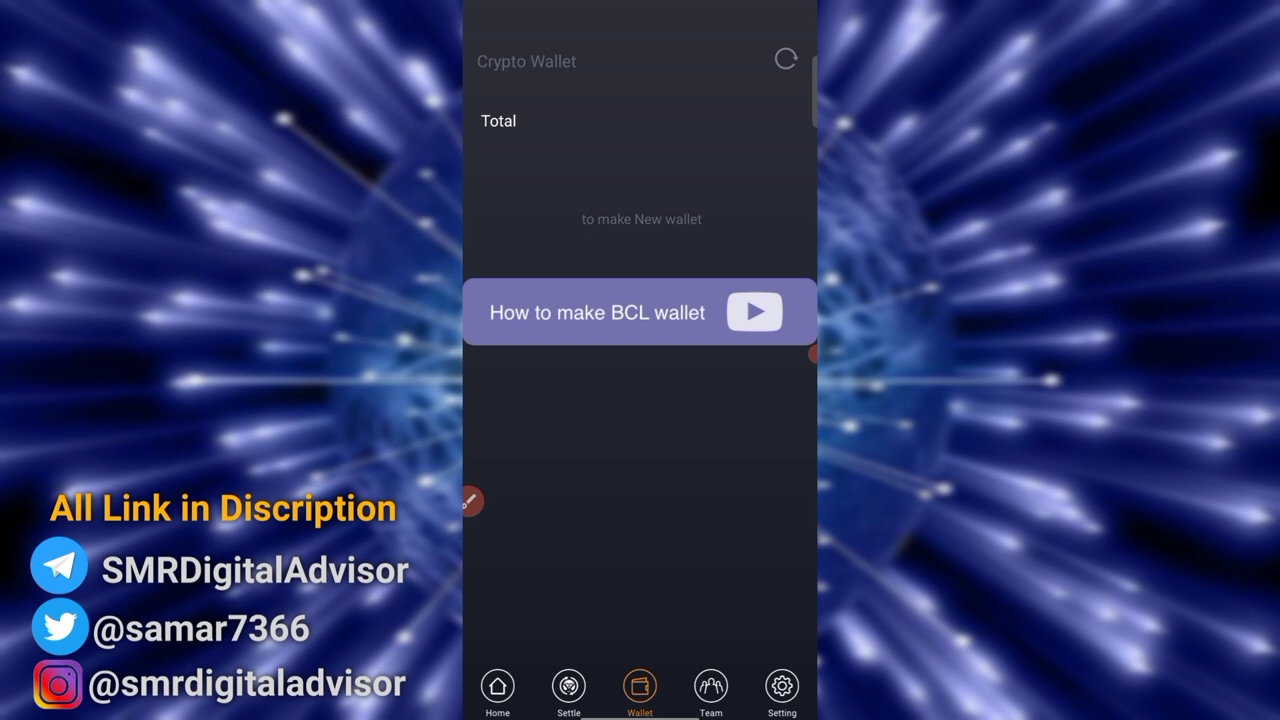 Crypto Wallet
Total
to make New wallet
How to make BCL wallet
All Link in Discription
SMRDigitalAdvisor
@samar7366
@smrdigitaladvisor
Home
Settle
Wallet
Team
Setting